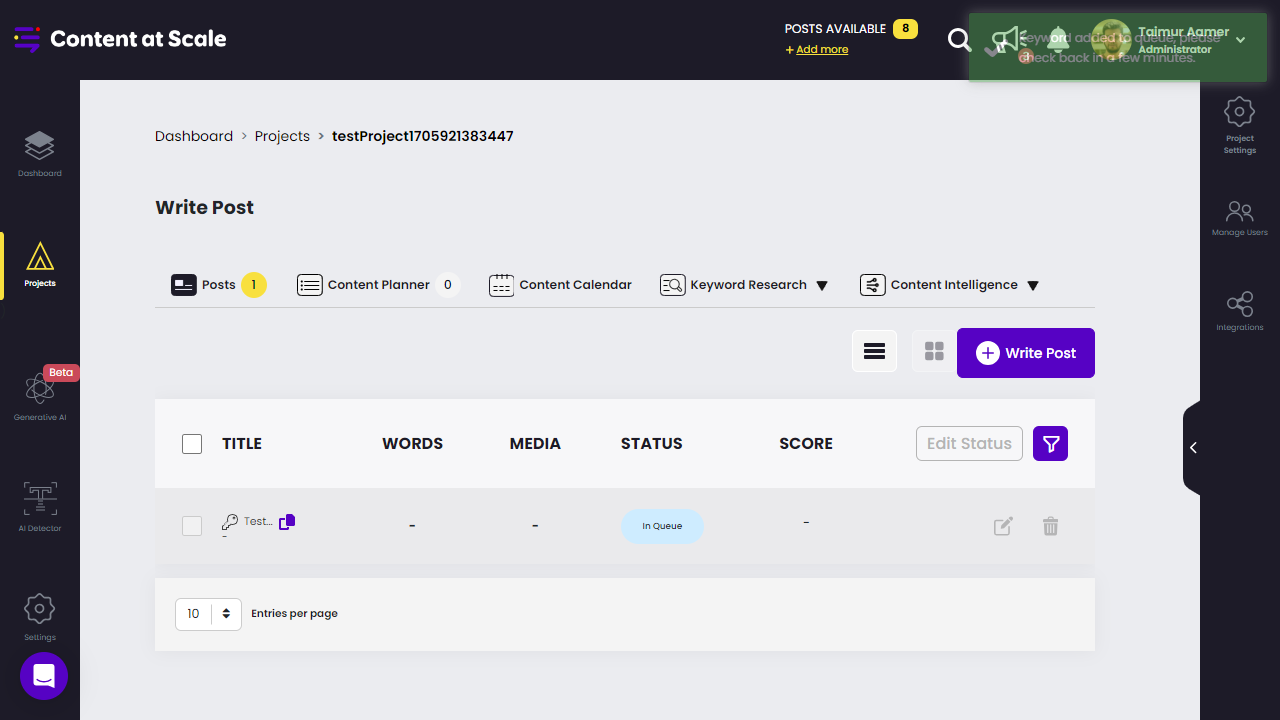 Content at Scale
POSTS AVAILABLE 8
+ Add more
Keyword added to queue, please
check back in a few minutes.
Taimur Aamer
Administrator
3
Dashboard
Projects
Beta
Generative AI
AI Detector
Settings
Dashboard > Projects > testProject1705921383447
Write Post
Posts 1
Content Planner 0
Content Calendar
Keyword Research
Content Intelligence
Write Post
TITLE WORDS MEDIA STATUS SCORE Edit Status
Test... - - In Queue -
-
10 Entries per page
Project
Settings
Manage Users
Integrations